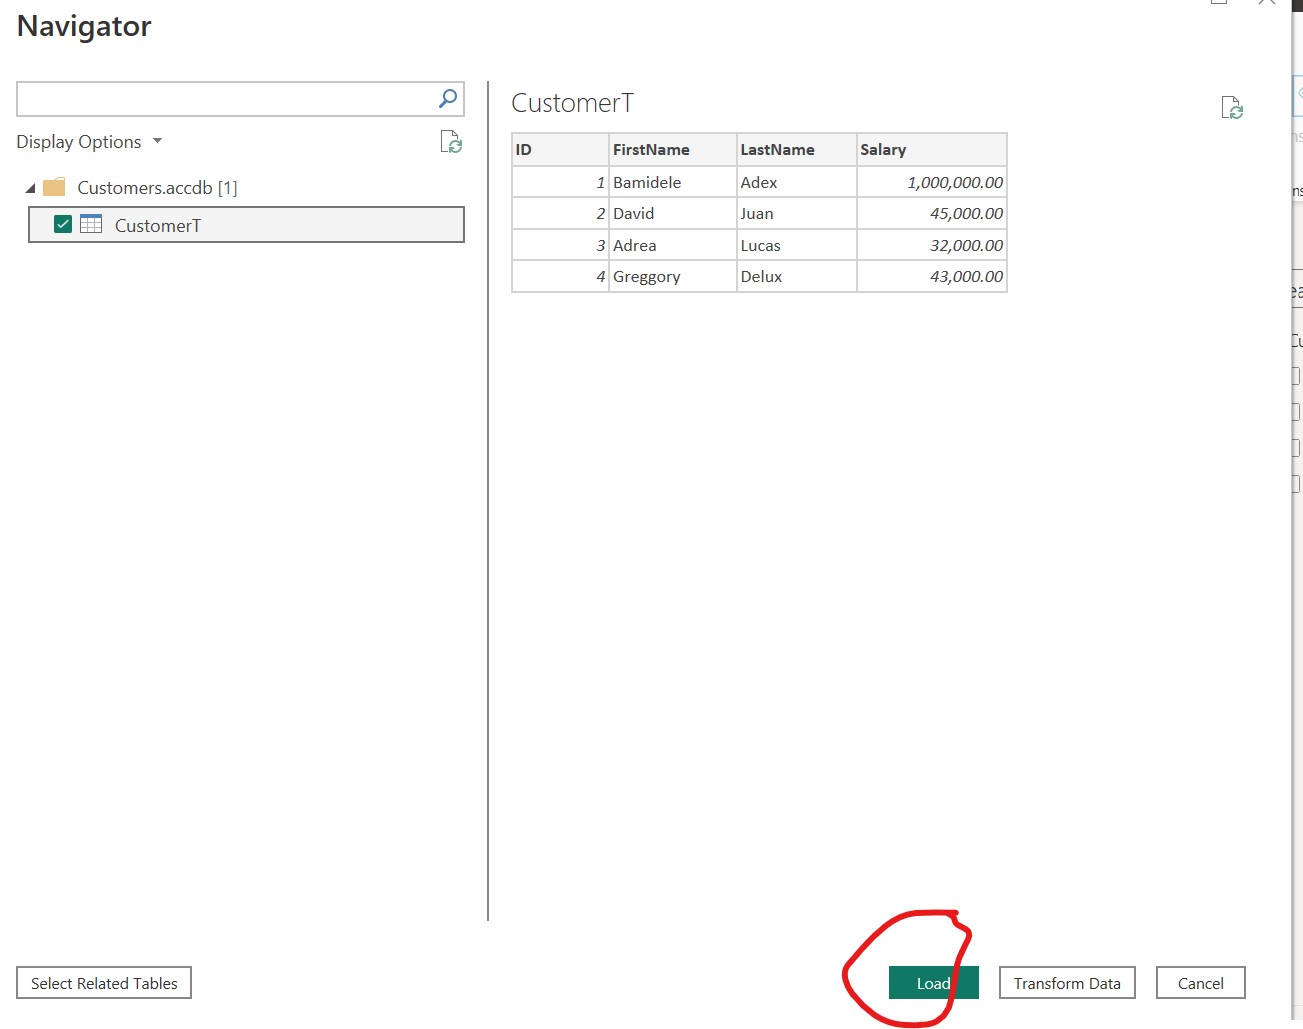 Navigator
Display Options
Customers.accdb [1]
CustomerT
CustomerT
ID FirstName LastName Salary
1 Bamidele Adex 1,000,000.00
2 David Juan 45,000.00
3 Adrea Lucas 32,000.00
4 Greggory Delux 43,000.00
Select Related Tables
Load
Transform Data
Cancel